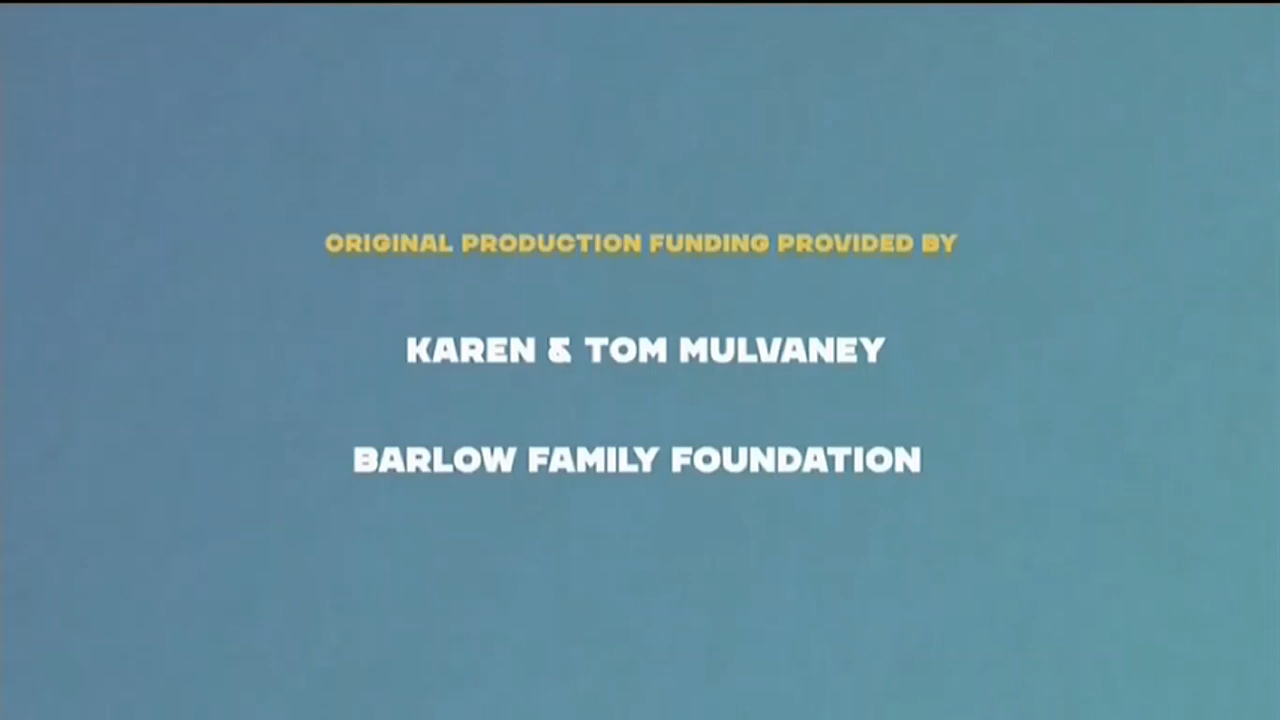 ORIGINAL PRODUCTION FUNDING PROVIDED BY
KAREN & TOM MULVANEY
BARLOW FAMILY FOUNDATION